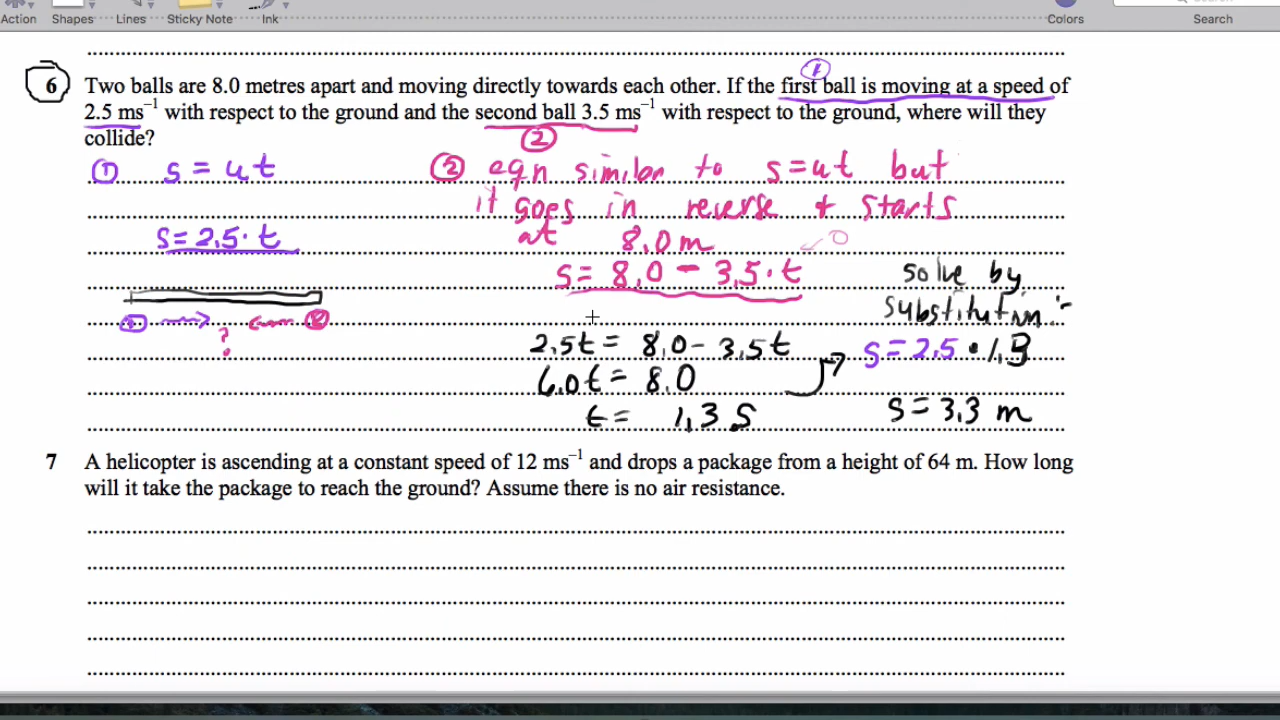 Action Shapes Lines Sticky Note Ink Colors Search
6 Two balls are 8.0 metres apart and moving directly towards each other. If the first ball is moving at a speed of
2.5 ms⁻¹ with respect to the ground and the second ball 3.5 ms⁻¹ with respect to the ground, where will they
collide?
1
2
① s = ut
s = 2.5 · t
1 2
?
② eqn similar to s=ut but
it goes in reverse + starts
at 8.0 m
s = 8.0 - 3.5 · t
2.5t = 8.0 - 3.5t
6.0t = 8.0
t = 1.3 s
solve by
substitution:-
s = 2.5 · 1.3
s = 3.3 m
7 A helicopter is ascending at a constant speed of 12 ms⁻¹ and drops a package from a height of 64 m. How long
will it take the package to reach the ground? Assume there is no air resistance.